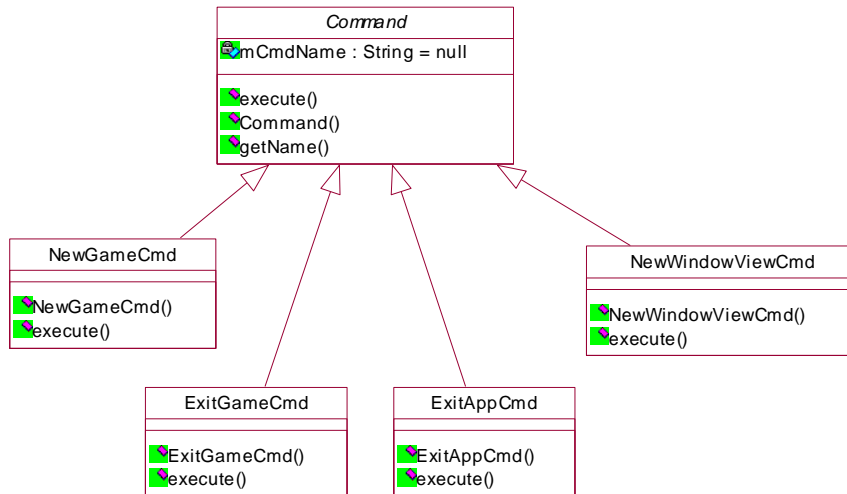 Command
mCmdName : String = null
execute()
Command()
getName()
NewGameCmd
NewGameCmd()
execute()
NewWindowViewCmd
NewWindowViewCmd()
execute()
ExitGameCmd
ExitGameCmd()
execute()
ExitAppCmd
ExitAppCmd()
execute()